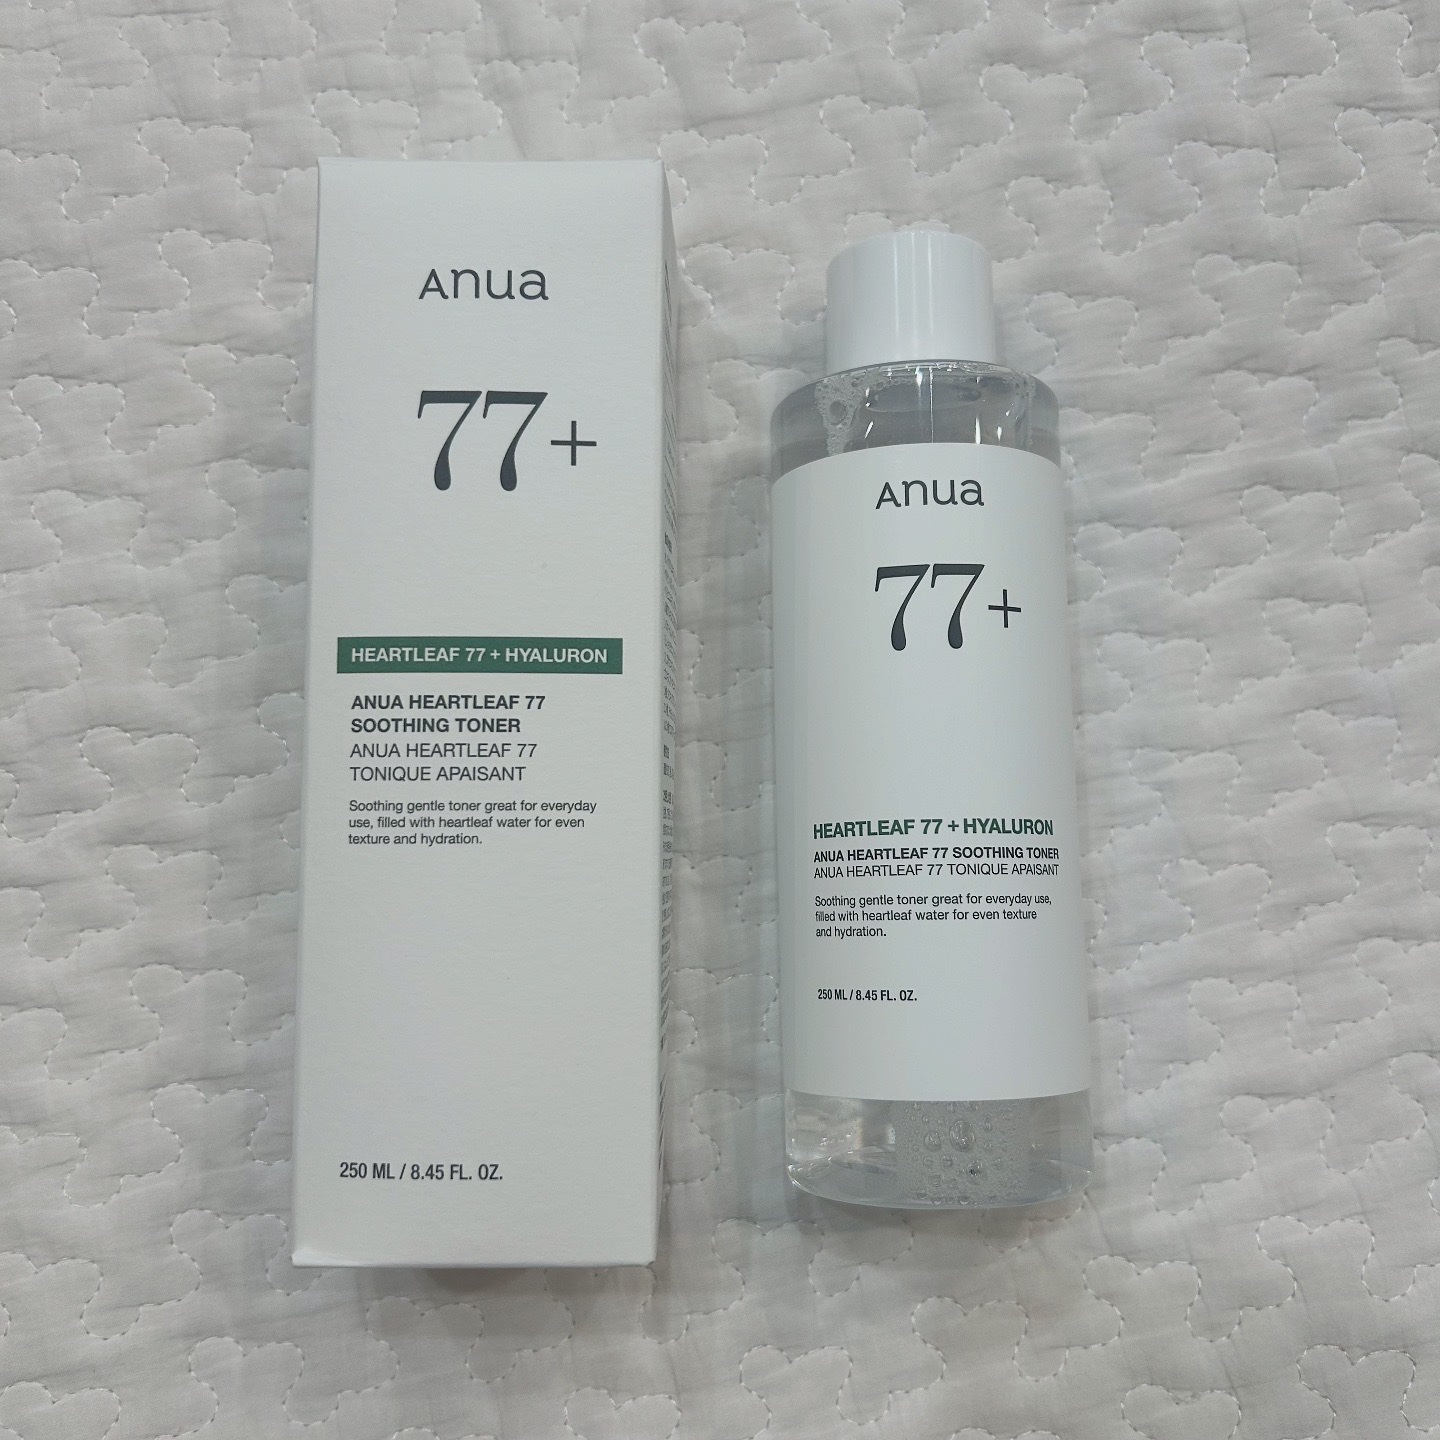 Anua
77+
HEARTLEAF 77 + HYALURON
ANUA HEARTLEAF 77
SOOTHING TONER
ANUA HEARTLEAF 77
TONIQUE APAISANT
Soothing gentle toner great for everyday
use, filled with heartleaf water for even
texture and hydration.
250 ML / 8.45 FL. OZ.
Anua
77+
HEARTLEAF 77 + HYALURON
ANUA HEARTLEAF 77 SOOTHING TONER
ANUA HEARTLEAF 77 TONIQUE APAISANT
Soothing gentle toner great for everyday use,
filled with heartleaf water for even texture
and hydration.
250 ML / 8.45 FL. OZ.